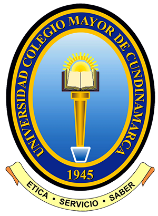 UNIVERSIDAD COLEGIO MAYOR DE CUNDINAMARCA
1945
ETICA • SERVICIO • SABER